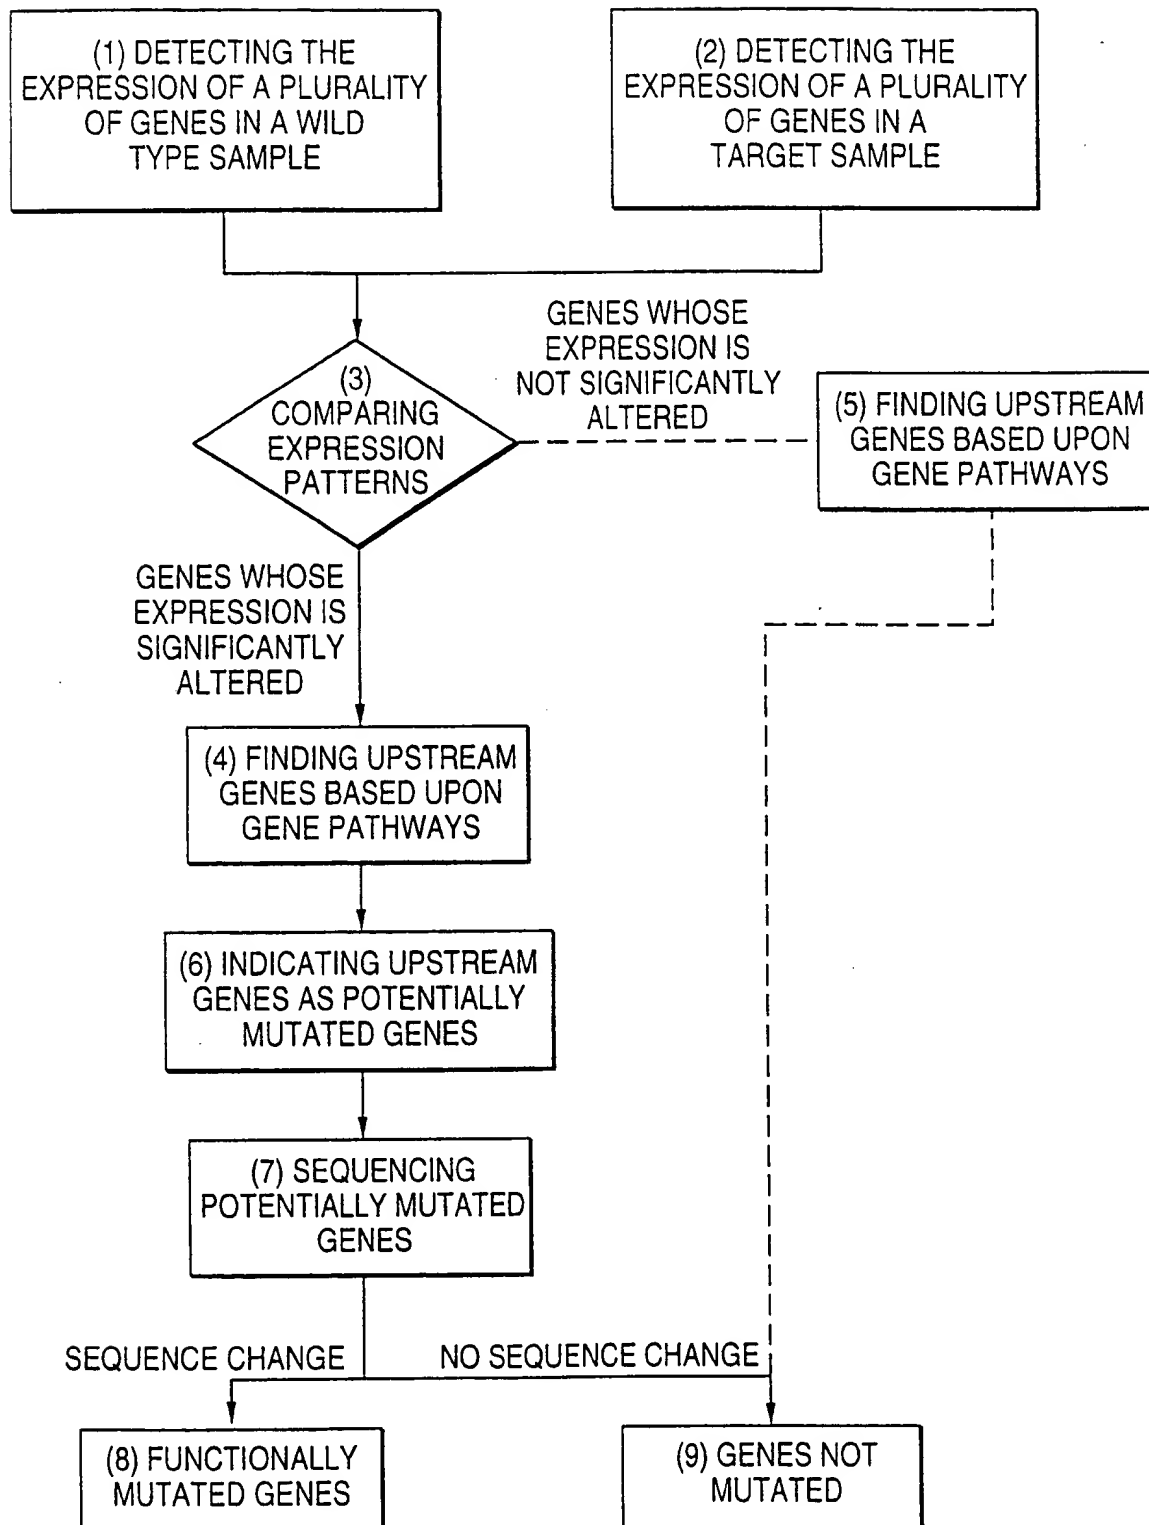 (1) DETECTING THE
EXPRESSION OF A PLURALITY
OF GENES IN A WILD
TYPE SAMPLE
(2) DETECTING THE
EXPRESSION OF A PLURALITY
OF GENES IN A
TARGET SAMPLE
(3)
COMPARING
EXPRESSION
PATTERNS
GENES WHOSE
EXPRESSION IS
NOT SIGNIFICANTLY
ALTERED
(5) FINDING UPSTREAM
GENES BASED UPON
GENE PATHWAYS
GENES WHOSE
EXPRESSION IS
SIGNIFICANTLY
ALTERED
(4) FINDING UPSTREAM
GENES BASED UPON
GENE PATHWAYS
(6) INDICATING UPSTREAM
GENES AS POTENTIALLY
MUTATED GENES
(7) SEQUENCING
POTENTIALLY MUTATED
GENES
SEQUENCE CHANGE
NO SEQUENCE CHANGE
(8) FUNCTIONALLY
MUTATED GENES
(9) GENES NOT
MUTATED